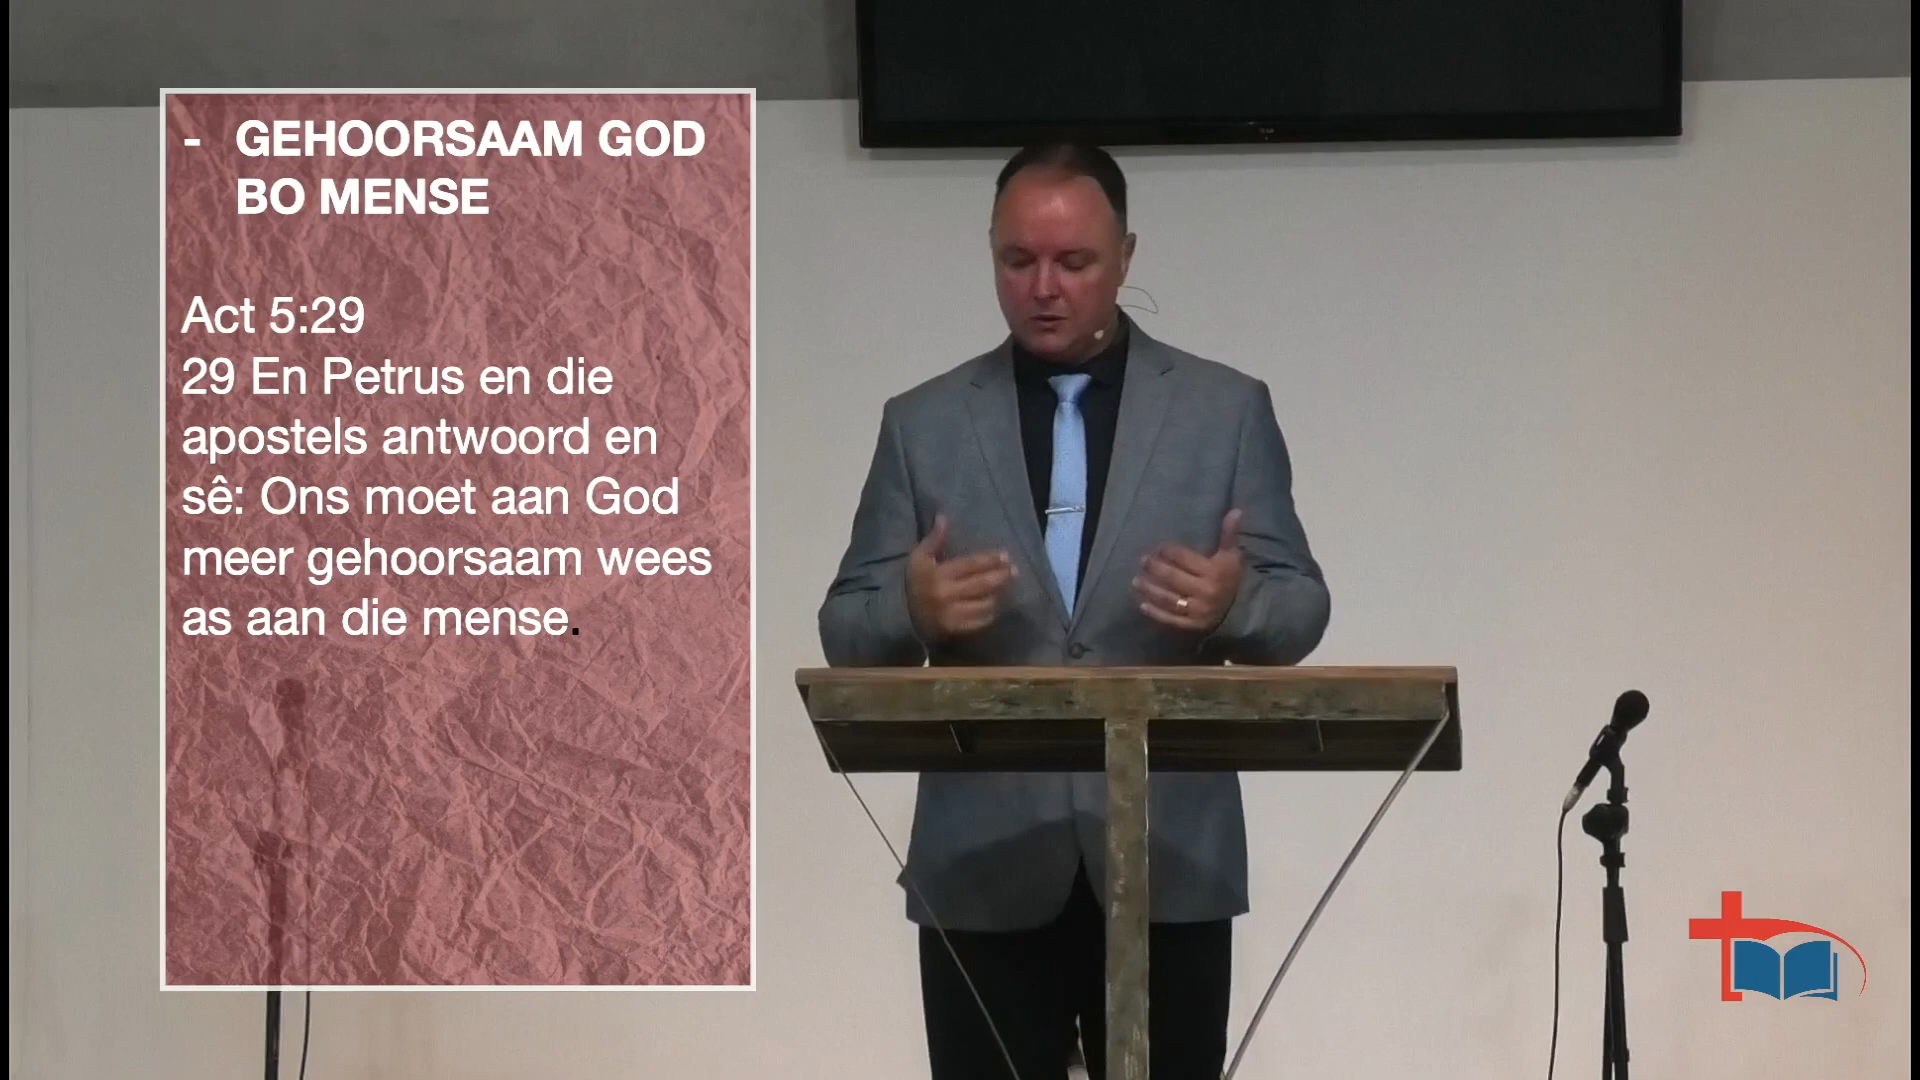 - GEHOORSAAM GOD
BO MENSE
Act 5:29
29 En Petrus en die
apostels antwoord en
sê: Ons moet aan God
meer gehoorsaam wees
as aan die mense.